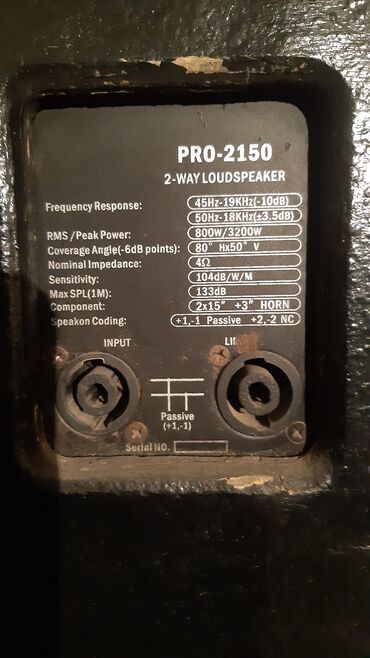 PRO-2150
2-WAY LOUDSPEAKER
Frequency Response: 45Hz-19KHz(-10dB)
50Hz-18KHz(±3.5dB)
RMS/Peak Power: 800W/3200W
Coverage Angle(-6dB points): 80° Hx50° V
Nominal Impedance: 4Ω
Sensitivity: 104dB/W/M
Max SPL(1M): 133dB
Component: 2x15" +3" HORN
Speakon Coding: +1,-1 Passive +2,-2 NC
INPUT
Passive
(+1,-1)
Serial NO.